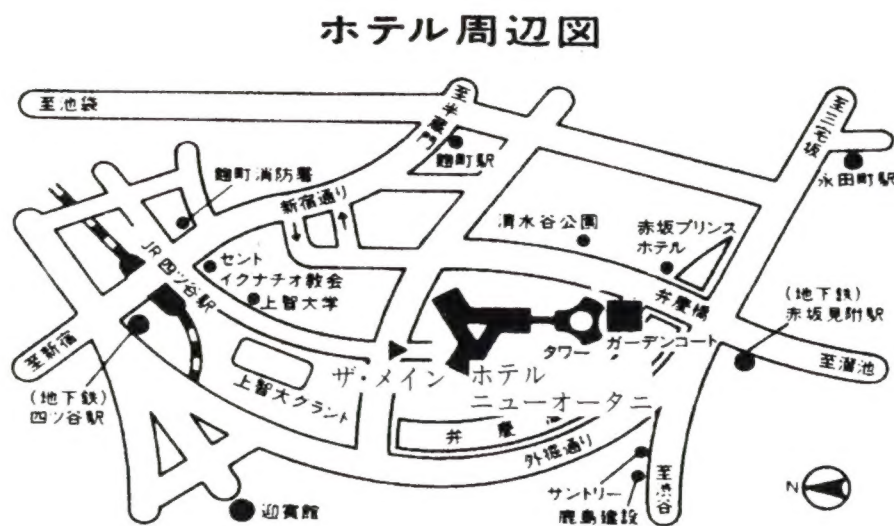 ホテル周辺図
至池袋
至半蔵門
至三宅坂
麴町駅
永田町駅
麴町消防署
新宿通り
清水谷公園
赤坂プリンス
ホテル
JR四ツ谷駅
セント
イクナチオ教会
上智大学
弁慶橋
(地下鉄)
赤坂見附駅
至新宿
タワー
ガーデンコート
至溜池
ザ・メイン
ホテル
ニューオータニ
(地下鉄)
四ツ谷駅
上智大グランド
弁慶
外堀通り
サントリー
鹿島建設
至渋谷
迎賓館
N